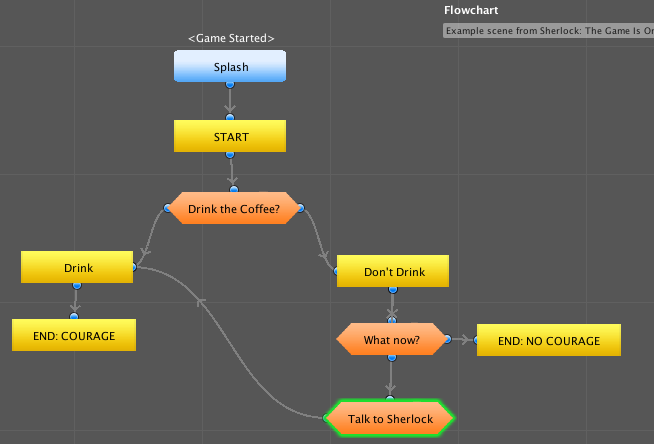 Flowchart
Example scene from Sherlock: The Game Is
<Game Started>
Splash
START
Drink the Coffee?
Drink
Don't Drink
END: COURAGE
What now?
END: NO COURAGE
Talk to Sherlock